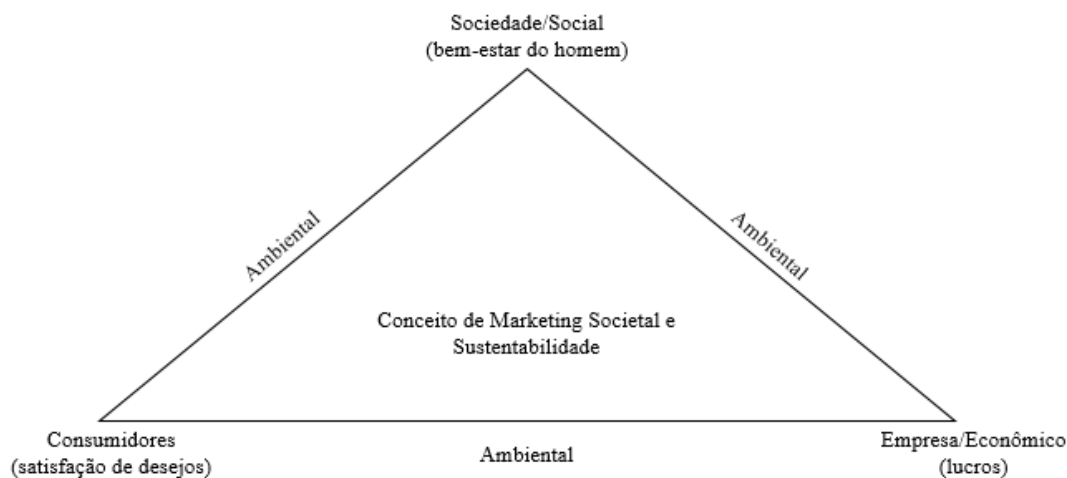 Sociedade/Social
(bem-estar do homem)
Ambiental
Ambiental
Conceito de Marketing Societal e
Sustentabilidade
Consumidores
(satisfação de desejos)
Ambiental
Empresa/Econômico
(lucros)